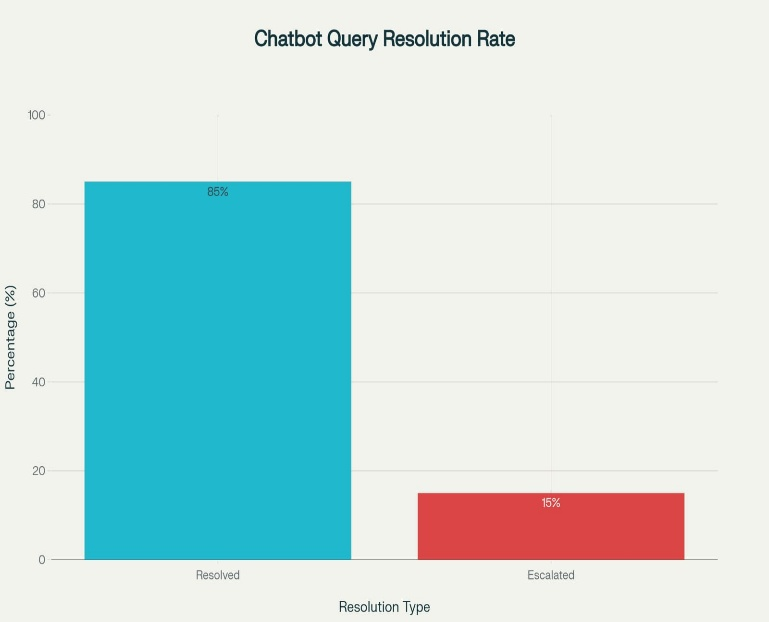 Chatbot Query Resolution Rate
100
80
60
40
20
0
Percentage (%)
85%
15%
Resolved
Escalated
Resolution Type